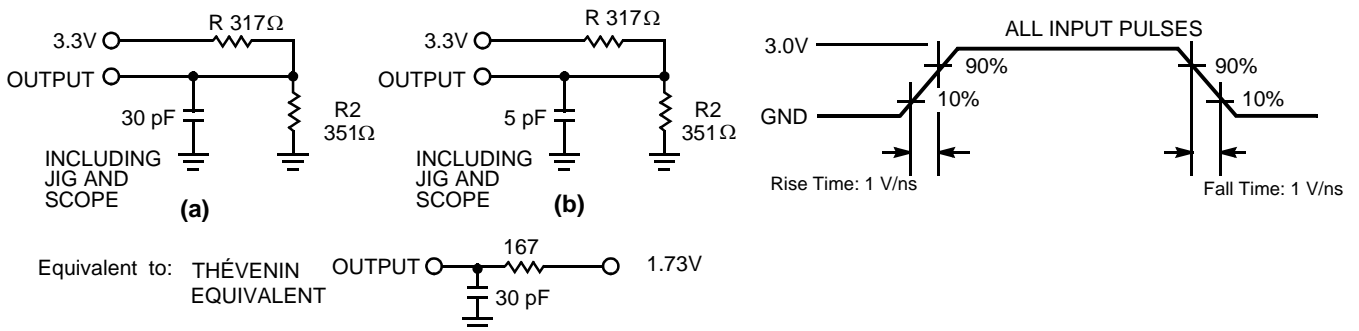 R 317Ω
3.3V
OUTPUT
30 pF
R2
351Ω
INCLUDING
JIG AND
SCOPE
(a)
R 317Ω
3.3V
OUTPUT
5 pF
R2
351Ω
INCLUDING
JIG AND
SCOPE
(b)
ALL INPUT PULSES
3.0V
90%
10%
GND
90%
10%
Rise Time: 1 V/ns
Fall Time: 1 V/ns
Equivalent to:
THÉVENIN
EQUIVALENT
OUTPUT
167
1.73V
30 pF